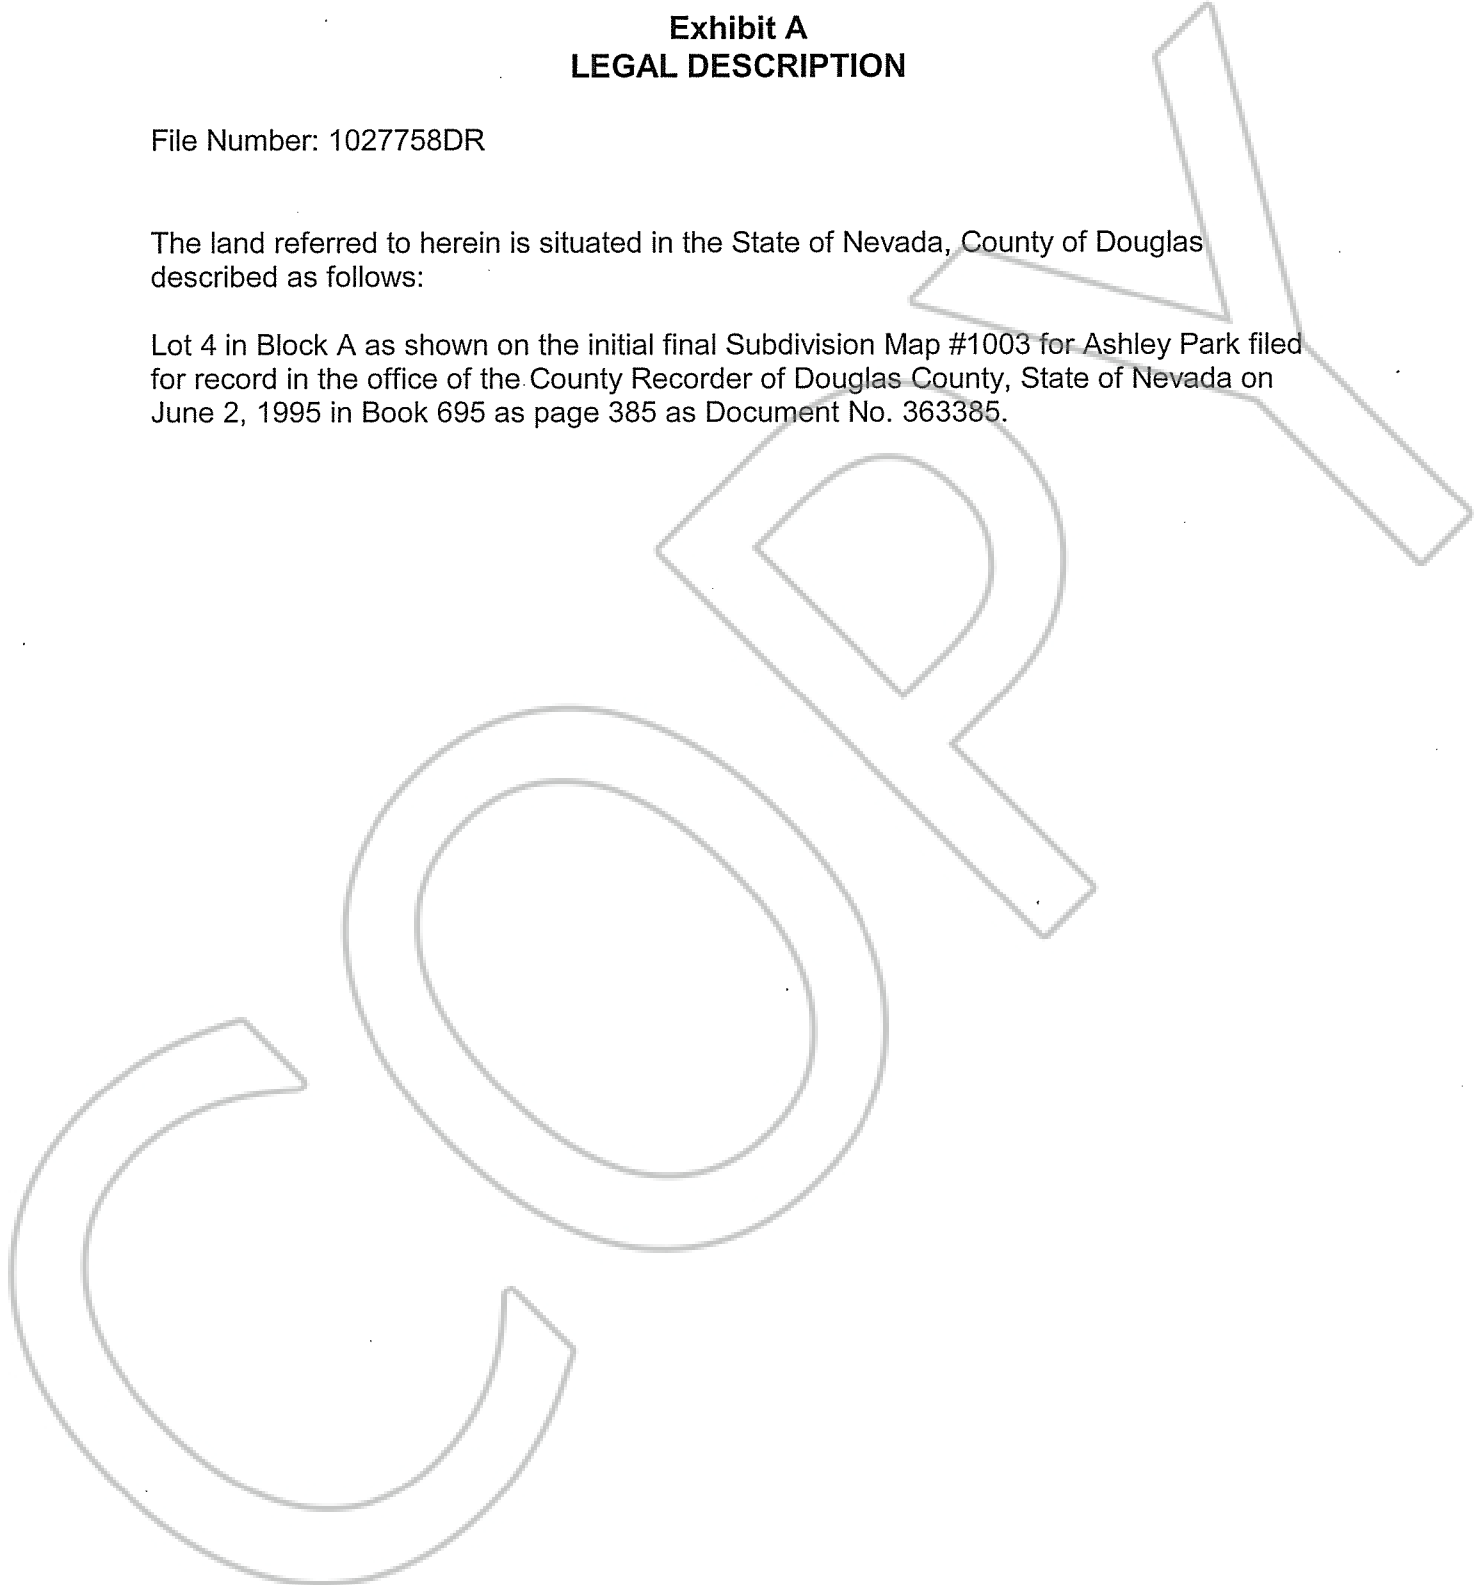 Exhibit A
LEGAL DESCRIPTION
File Number: 1027758DR
The land referred to herein is situated in the State of Nevada, County of Douglas
described as follows:
Lot 4 in Block A as shown on the initial final Subdivision Map #1003 for Ashley Park filed
for record in the office of the County Recorder of Douglas County, State of Nevada on
June 2, 1995 in Book 695 as page 385 as Document No. 363385.
COPY